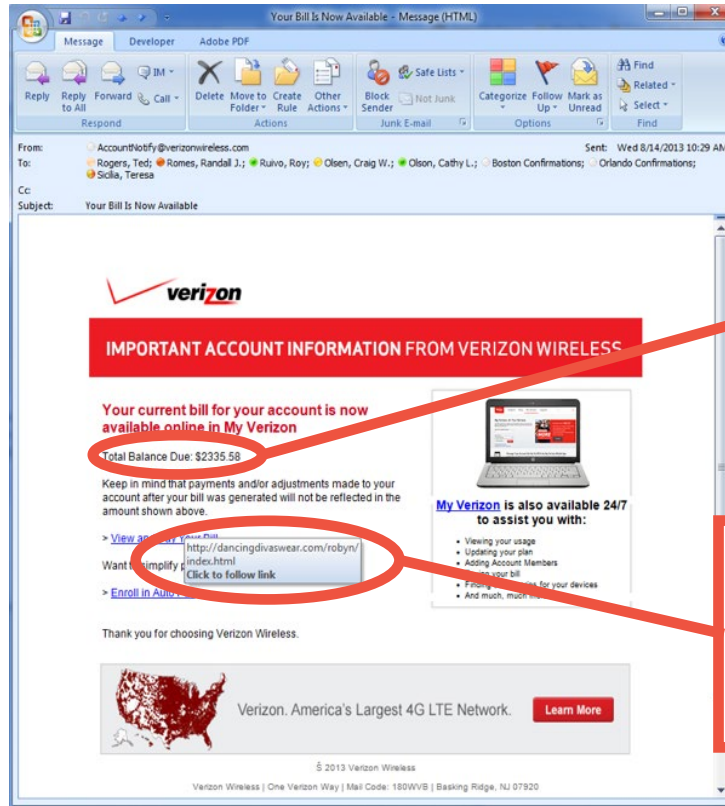 Your Bill Is Now Available - Message (HTML)
Message Developer Adobe PDF
Reply Reply to All Forward IM Call
Delete Move to Folder Create Rule Other Actions
Block Sender Safe Lists Not Junk
Categorize Follow Up Mark as Unread
Find Related Select
Respond Actions Junk E-mail Options Find
From: AccountNotify@verizonwireless.com Sent: Wed 8/14/2013 10:29 AM
To: Rogers, Ted; Romes, Randall J.; Ruivo, Roy; Olsen, Craig W.; Olson, Cathy L.; Boston Confirmations; Orlando Confirmations;
Sicilia, Teresa
Cc:
Subject: Your Bill Is Now Available
verizon
IMPORTANT ACCOUNT INFORMATION FROM VERIZON WIRELESS
Your current bill for your account is now
available online in My Verizon
Total Balance Due: $2335.58
Keep in mind that payments and/or adjustments made to your
account after your bill was generated will not be reflected in the
amount shown above.
> View Your Bill
http://dancingdivaswear.com/robyn/
index.html
Click to follow link
Want simplify
> Enroll in Auto
Thank you for choosing Verizon Wireless.
My Verizon is also available 24/7
to assist you with:
• Viewing your usage
• Updating your plan
• Adding Account Members
• your bill
• for your devices
• And much, much
Verizon. America's Largest 4G LTE Network.
Learn More
Š 2013 Verizon Wireless
Verizon Wireless | One Verizon Way | Mail Code: 180WVB | Basking Ridge, NJ 07920